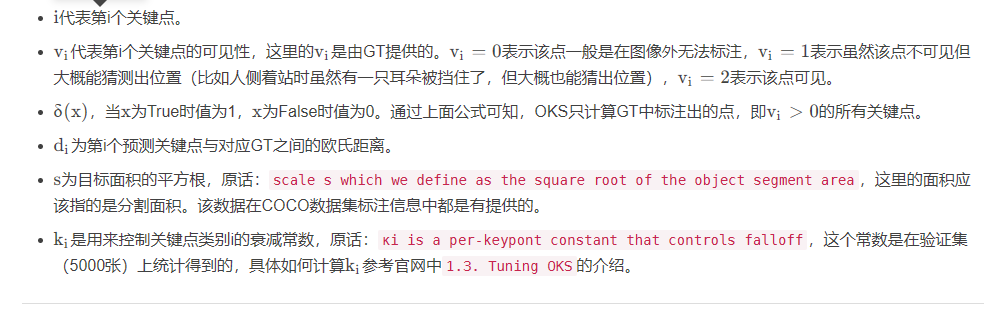 • i代表第i个关键点。
• vᵢ代表第i个关键点的可见性，这里的vᵢ是由GT提供的。vᵢ = 0表示该点一般是在图像外无法标注，vᵢ = 1表示虽然该点不可见但
大概能猜测出位置（比如人侧着站时虽然有一只耳朵被挡住了，但大概也能猜出位置），vᵢ = 2表示该点可见。
• δ(x)，当x为True时值为1，x为False时值为0。通过上面公式可知，OKS只计算GT中标注出的点，即vᵢ > 0的所有关键点。
• dᵢ为第i个预测关键点与对应GT之间的欧氏距离。
• s为目标面积的平方根，原话：scale s which we define as the square root of the object segment area，这里的面积应
该指的是分割面积。该数据在COCO数据集标注信息中都是有提供的。
• kᵢ是用来控制关键点类别i的衰减常数，原话：κi is a per-keypont constant that controls falloff，这个常数是在验证集
（5000张）上统计得到的，具体如何计算kᵢ参考官网中1.3. Tuning OKS的介绍。